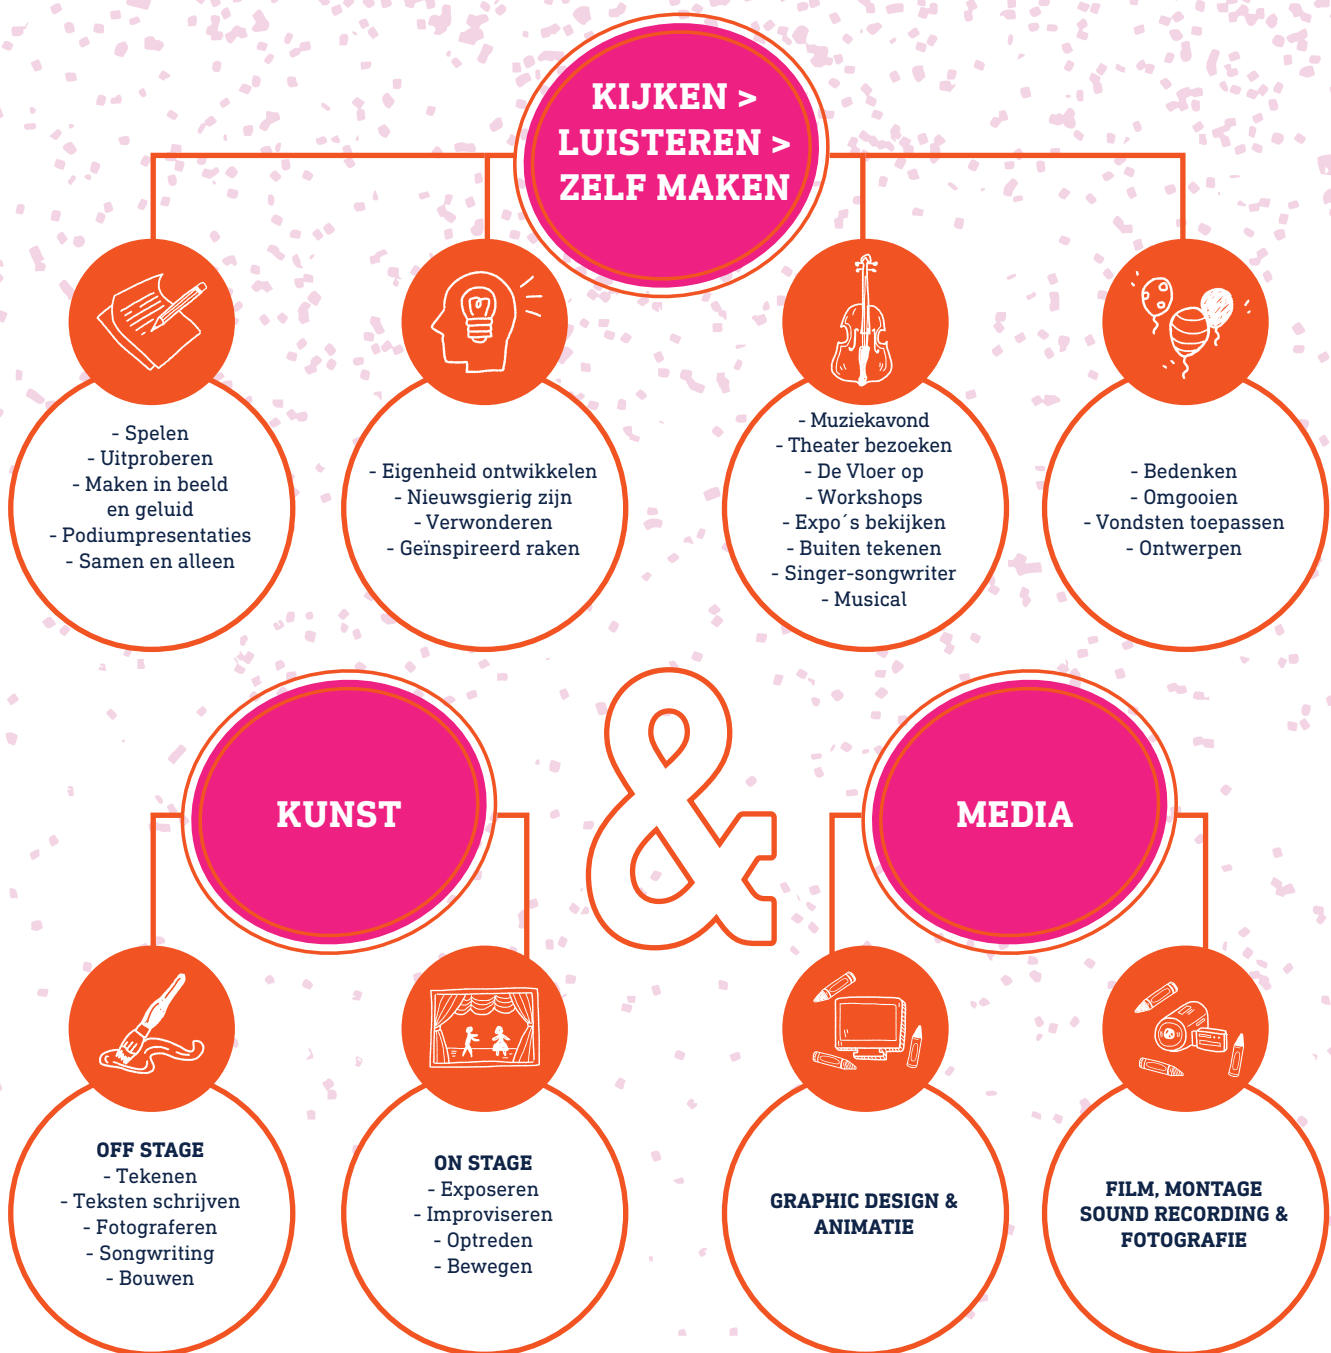 KIJKEN >
LUISTEREN >
ZELF MAKEN
- Spelen
- Uitproberen
- Maken in beeld
en geluid
- Podiumpresentaties
- Samen en alleen
- Eigenheid ontwikkelen
- Nieuwsgierig zijn
- Verwonderen
- Geïnspireerd raken
- Muziekavond
- Theater bezoeken
- De Vloer op
- Workshops
- Expo´s bekijken
- Buiten tekenen
- Singer-songwriter
- Musical
- Bedenken
- Omgooien
- Vondsten toepassen
- Ontwerpen
KUNST
&
MEDIA
OFF STAGE
- Tekenen
- Teksten schrijven
- Fotograferen
- Songwriting
- Bouwen
ON STAGE
- Exposeren
- Improviseren
- Optreden
- Bewegen
GRAPHIC DESIGN &
ANIMATIE
FILM, MONTAGE
SOUND RECORDING &
FOTOGRAFIE